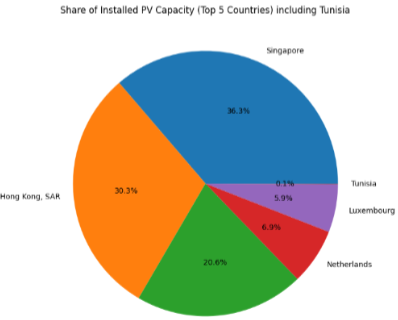 Share of Installed PV Capacity (Top 5 Countries) including Tunisia
Singapore
36.3%
Hong Kong, SAR
30.3%
0.1%
Tunisia
5.9%
Luxembourg
6.9%
Netherlands
20.6%